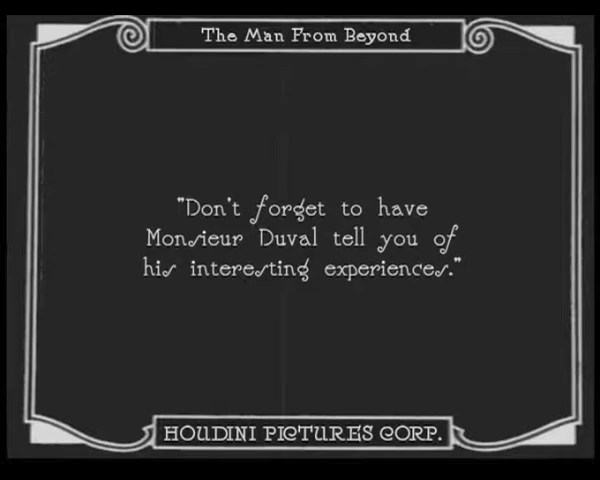 The Man From Beyond
"Don't forget to have
Monsieur Duval tell you of
his interesting experiences."
HOUDINI PICTURES CORP.